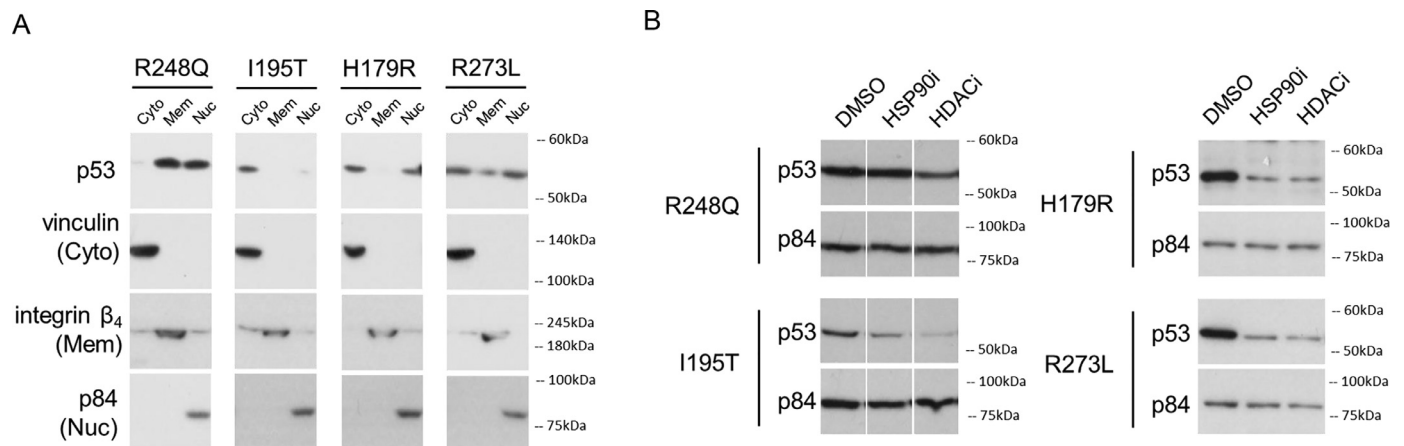 A
R248Q I195T H179R R273L
Cyto Mem Nuc Cyto Mem Nuc Cyto Mem Nuc Cyto Mem Nuc
p53
-- 60kDa
-- 50kDa
vinculin
(Cyto)
-- 140kDa
-- 100kDa
integrin β₄
(Mem)
-- 245kDa
-- 180kDa
p84
(Nuc)
-- 100kDa
-- 75kDa
B
DMSO HSP90i HDACi
R248Q
p53
-- 60kDa
-- 50kDa
p84
-- 100kDa
-- 75kDa
I195T
p53
-- 60kDa
-- 50kDa
p84
-- 100kDa
-- 75kDa
DMSO HSP90i HDACi
H179R
p53
-- 60kDa
-- 50kDa
p84
-- 100kDa
-- 75kDa
R273L
p53
-- 60kDa
-- 50kDa
p84
-- 100kDa
-- 75kDa